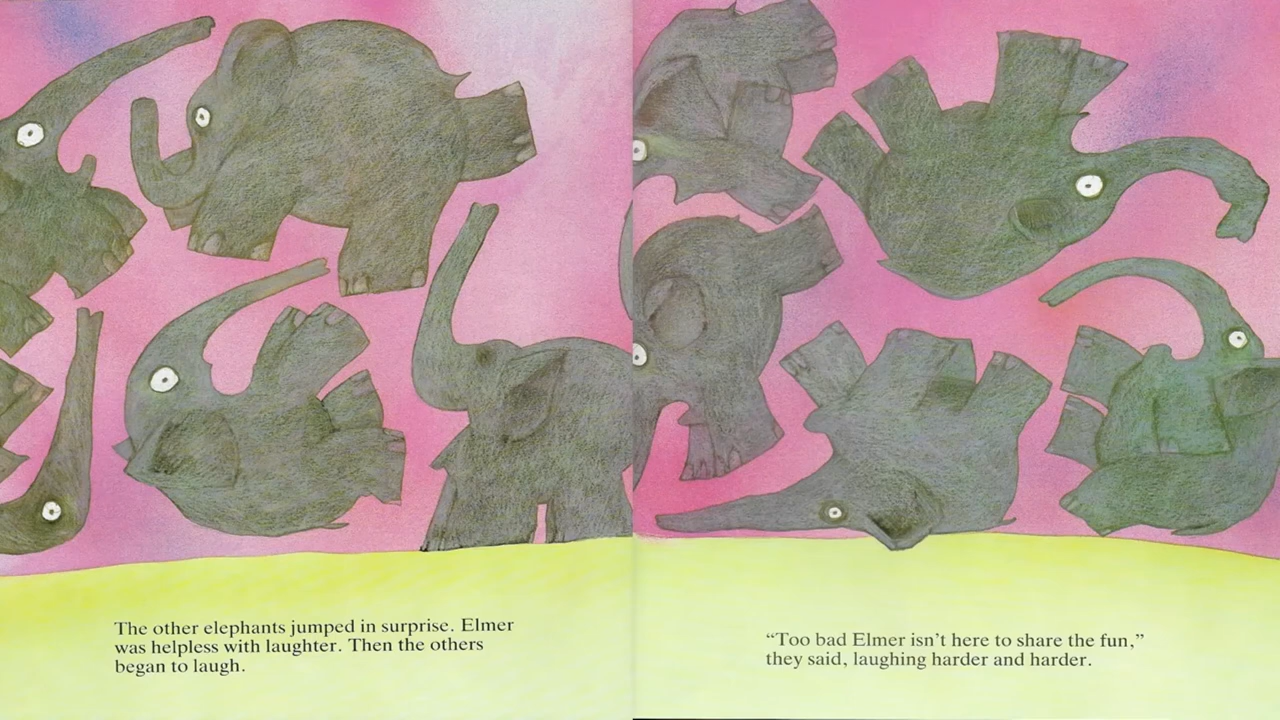 The other elephants jumped in surprise. Elmer
was helpless with laughter. Then the others
began to laugh.
“Too bad Elmer isn’t here to share the fun,”
they said, laughing harder and harder.